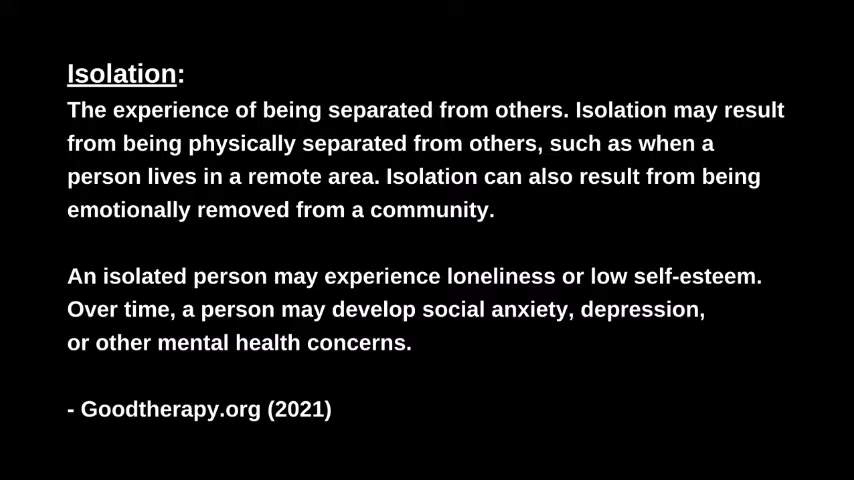 Isolation:
The experience of being separated from others. Isolation may result
from being physically separated from others, such as when a
person lives in a remote area. Isolation can also result from being
emotionally removed from a community.
An isolated person may experience loneliness or low self-esteem.
Over time, a person may develop social anxiety, depression,
or other mental health concerns.
- Goodtherapy.org (2021)